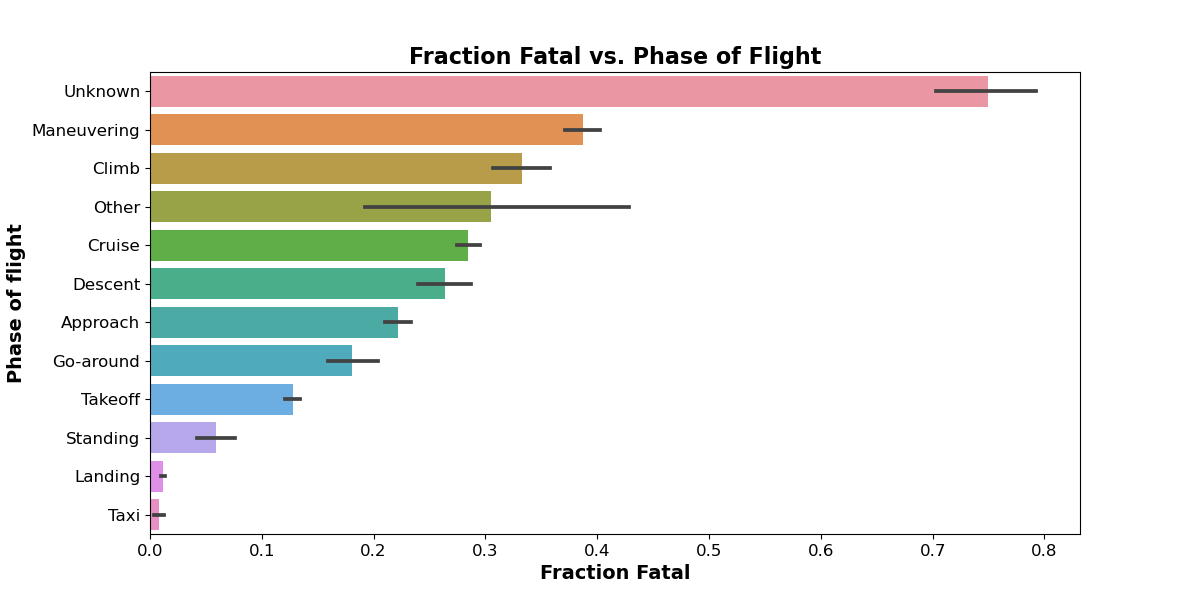 Fraction Fatal vs. Phase of Flight
Phase of flight
Unknown
Maneuvering
Climb
Other
Cruise
Descent
Approach
Go-around
Takeoff
Standing
Landing
Taxi
0.0 0.1 0.2 0.3 0.4 0.5 0.6 0.7 0.8
Fraction Fatal